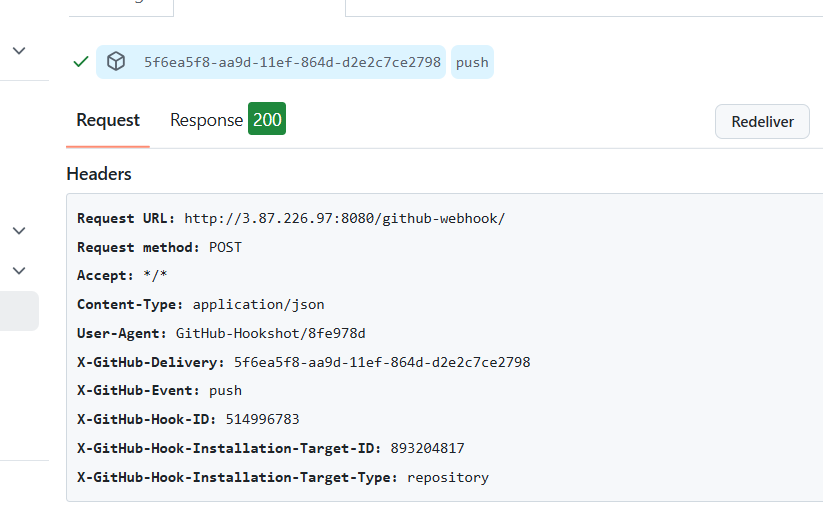 5f6ea5f8-aa9d-11ef-864d-d2e2c7ce2798 push
Request Response 200 Redeliver
Headers
Request URL: http://3.87.226.97:8080/github-webhook/
Request method: POST
Accept: */*
Content-Type: application/json
User-Agent: GitHub-Hookshot/8fe978d
X-GitHub-Delivery: 5f6ea5f8-aa9d-11ef-864d-d2e2c7ce2798
X-GitHub-Event: push
X-GitHub-Hook-ID: 514996783
X-GitHub-Hook-Installation-Target-ID: 893204817
X-GitHub-Hook-Installation-Target-Type: repository